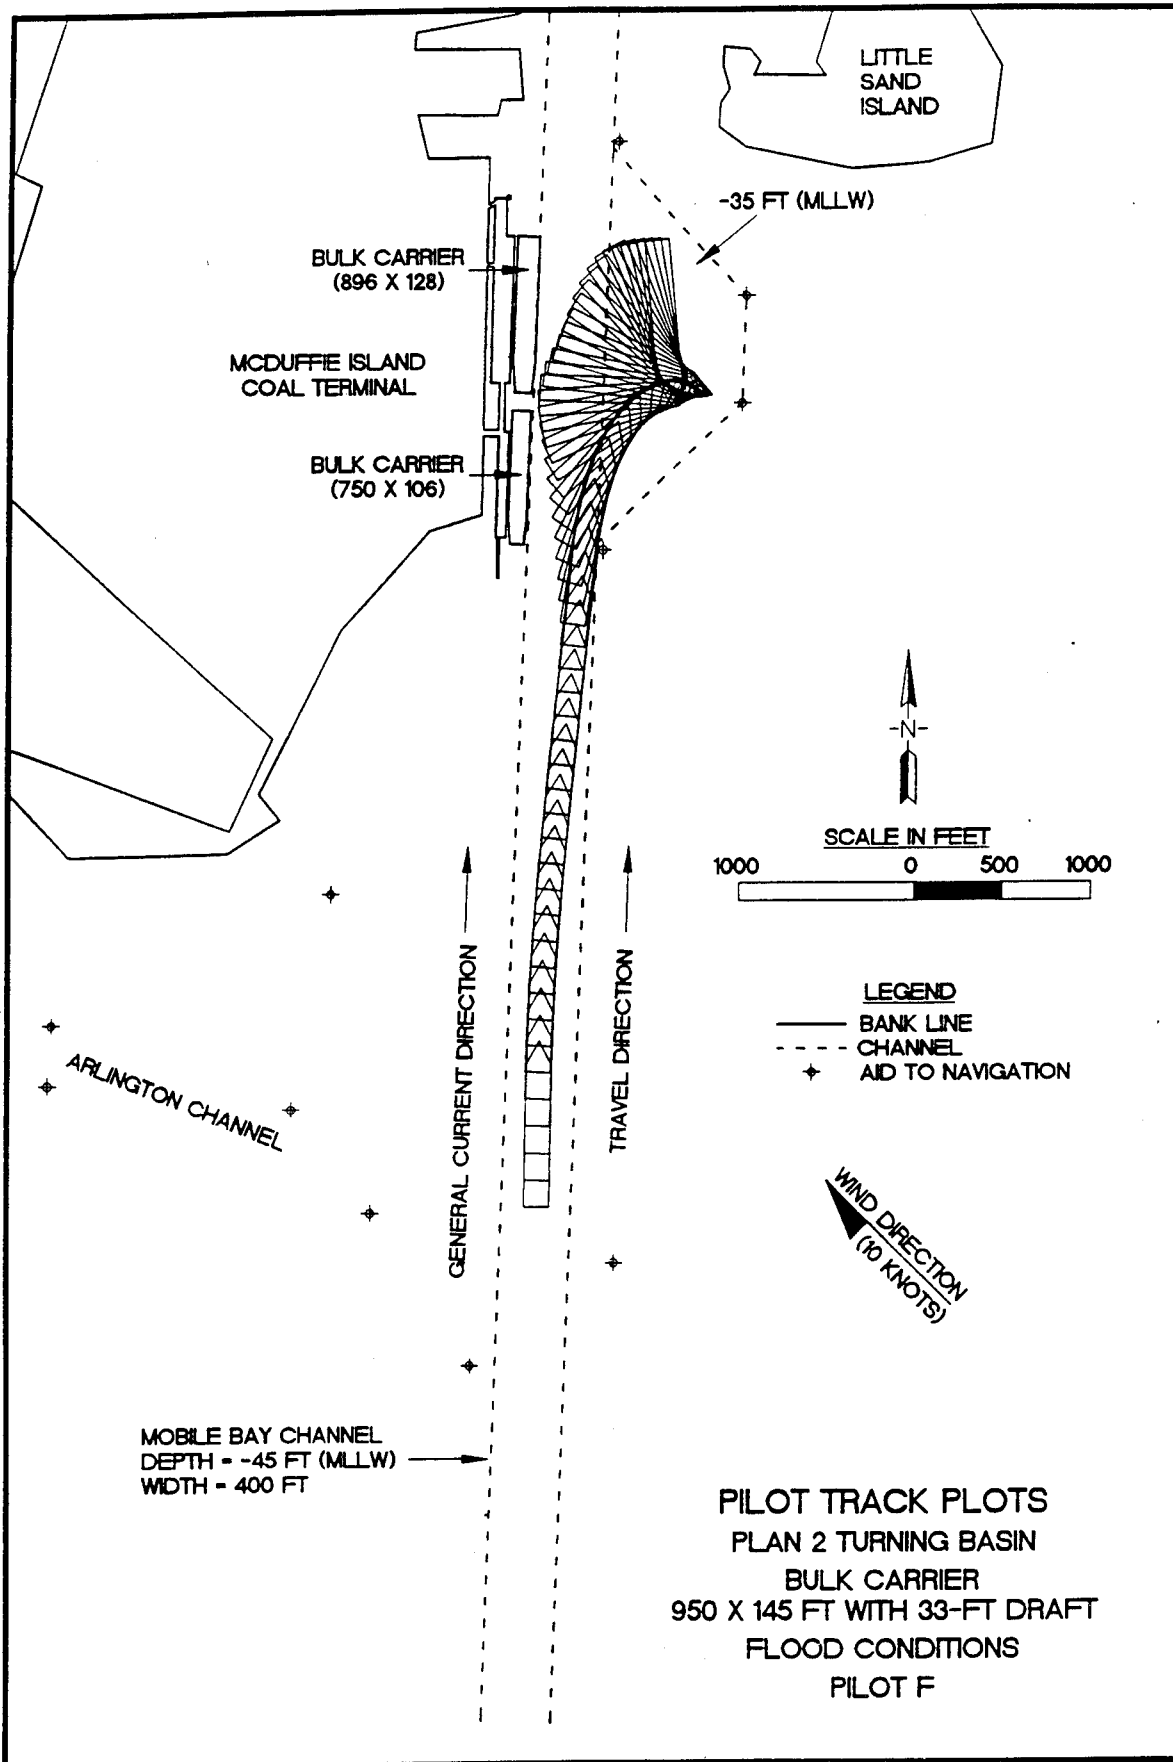 LITTLE
SAND
ISLAND
-35 FT (MLLW)
BULK CARRIER
(896 X 128)
MCDUFFIE ISLAND
COAL TERMINAL
BULK CARRIER
(750 X 106)
-N-
SCALE IN FEET
1000 0 500 1000
GENERAL CURRENT DIRECTION
TRAVEL DIRECTION
LEGEND
BANK LINE
CHANNEL
AID TO NAVIGATION
ARLINGTON CHANNEL
WIND DIRECTION
(10 KNOTS)
MOBILE BAY CHANNEL
DEPTH = -45 FT (MLLW)
WIDTH = 400 FT
PILOT TRACK PLOTS
PLAN 2 TURNING BASIN
BULK CARRIER
950 X 145 FT WITH 33-FT DRAFT
FLOOD CONDITIONS
PILOT F